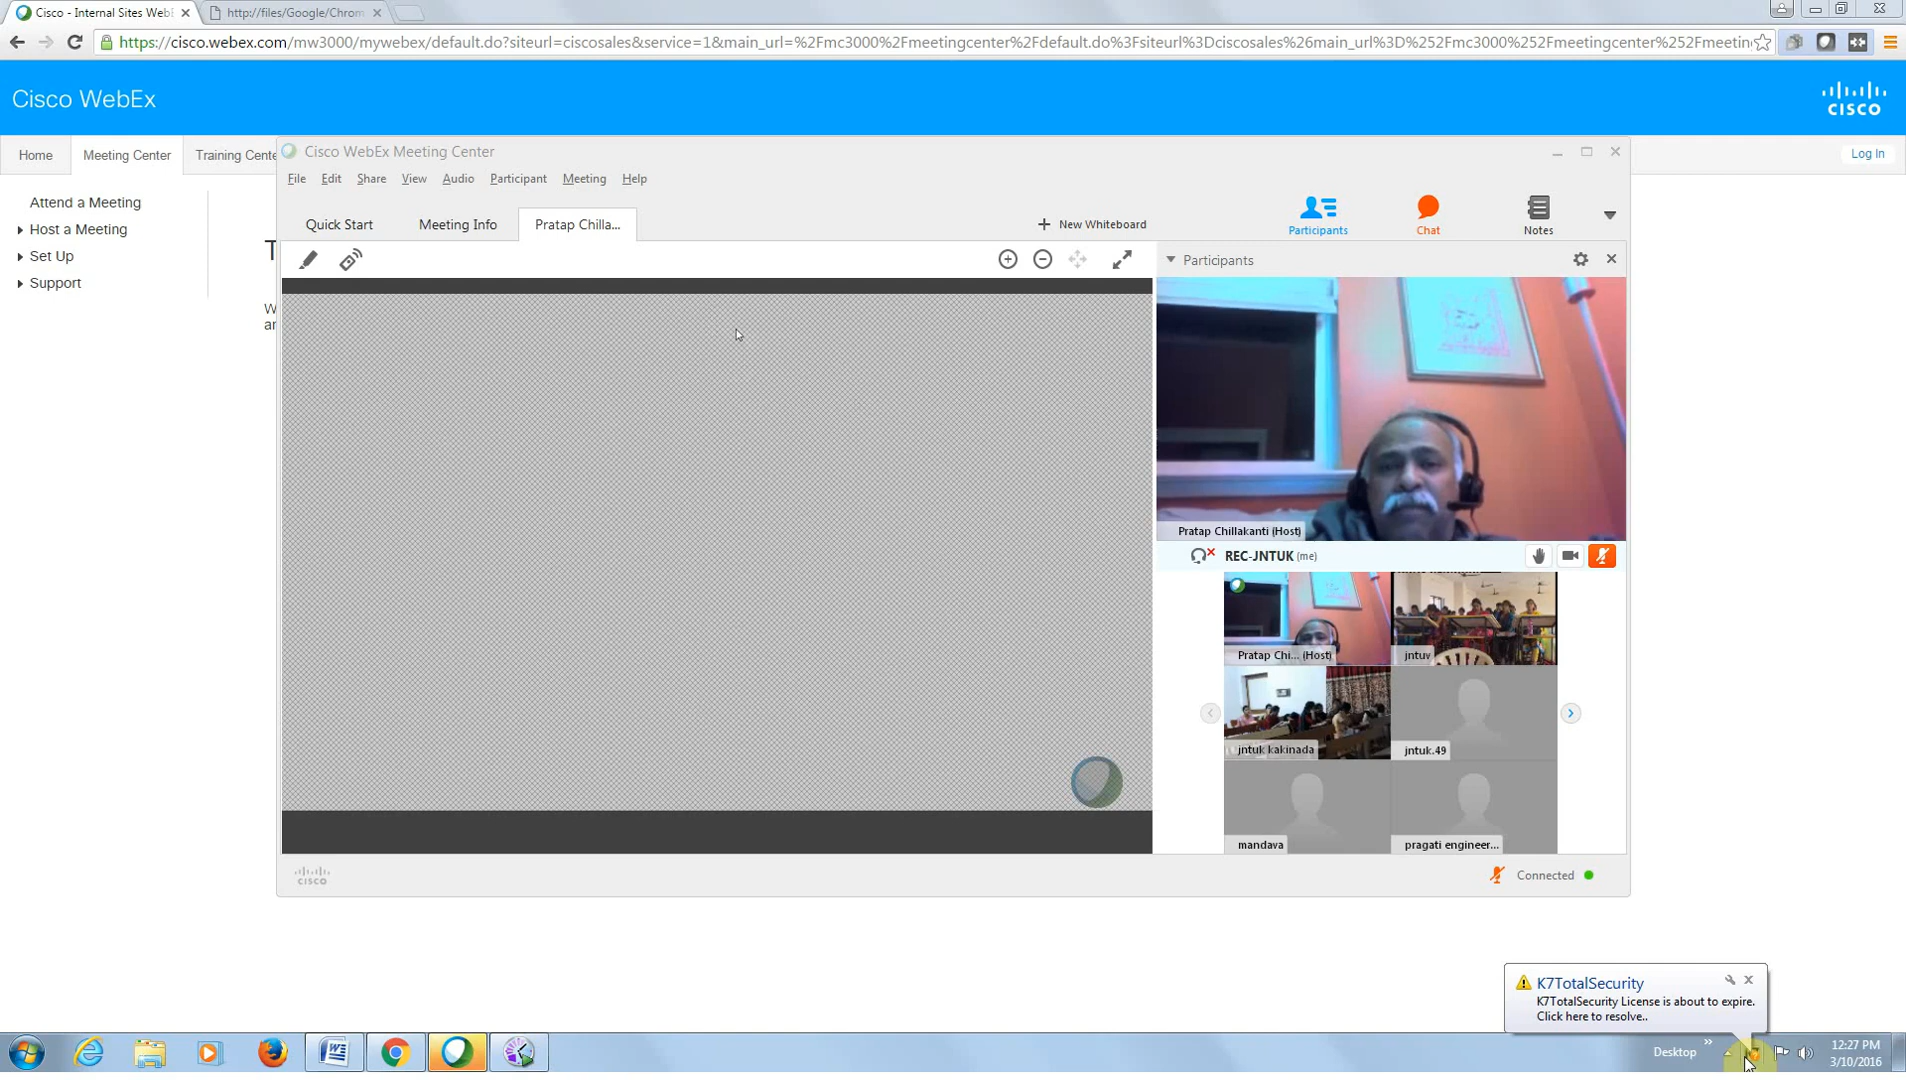 Cisco - Internal Sites WebE
http://files/Google/Chrom
https://cisco.webex.com/mw3000/mywebex/default.do?siteurl=ciscosales&service=1&main_url=%2Fmc3000%2Fmeetingcenter%2Fdefault.do%3Fsiteurl%3Dciscosales%26main_url%3D%252Fmc3000%252Fmeetingcenter%252Fmeeting
Cisco WebEx
CISCO
Home
Meeting Center
Training Cente
Log In
Attend a Meeting
Host a Meeting
Set Up
Support
T
W
ar
Cisco WebEx Meeting Center
File Edit Share View Audio Participant Meeting Help
Participants
Chat
Notes
Quick Start
Meeting Info
Pratap Chilla...
New Whiteboard
Participants
Pratap Chillakanti (Host)
REC-JNTUK (me)
Pratap Chi... (Host)
jntuv
jntuk kakinada
jntuk.49
mandava
pragati engineer...
CISCO
Connected
K7TotalSecurity
K7TotalSecurity License is about to expire.
Click here to resolve..
Desktop
12:27 PM
3/10/2016